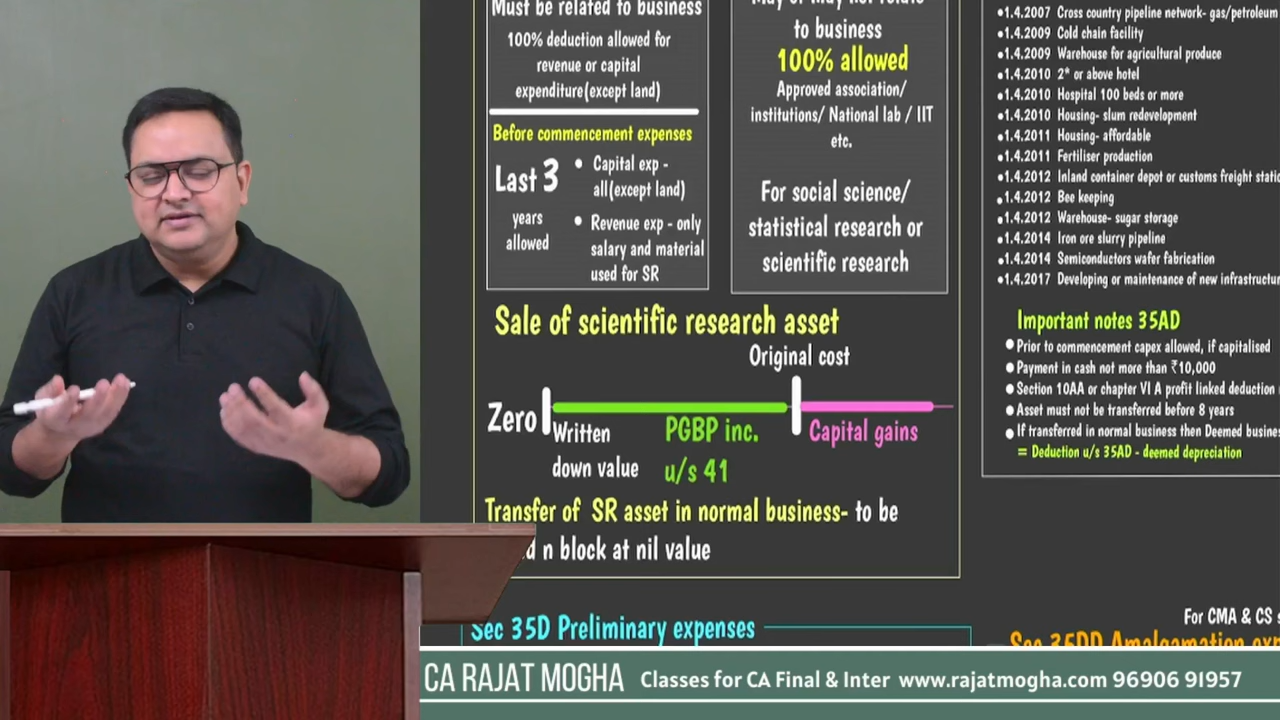 Must be related to business
100% deduction allowed for
revenue or capital
expenditure(except land)
Before commencement expenses
Last 3
years
allowed
• Capital exp -
all(except land)
• Revenue exp - only
salary and material
used for SR
to business
100% allowed
Approved association/
institutions/ National lab / IIT
etc.
For social science/
statistical research or
scientific research
Sale of scientific research asset
Original cost
Zero
Written
down value
PGBP inc.
u/s 41
Capital gains
Transfer of SR asset in normal business- to be
n block at nil value
•1.4.2007 Cross country pipeline network- gas/petroleum
•1.4.2009 Cold chain facility
•1.4.2009 Warehouse for agricultural produce
•1.4.2010 2* or above hotel
•1.4.2010 Hospital 100 beds or more
•1.4.2010 Housing- slum redevelopment
•1.4.2011 Housing- affordable
•1.4.2011 Fertiliser production
•1.4.2012 Inland container depot or customs freight
•1.4.2012 Bee keeping
•1.4.2012 Warehouse- sugar storage
•1.4.2014 Iron ore slurry pipeline
•1.4.2014 Semiconductors wafer fabrication
•1.4.2017 Developing or maintenance of new
Important notes 35AD
• Prior to commencement capex allowed, if capitalised
• Payment in cash not more than ₹10,000
• Section 10AA or chapter VI A profit linked deduction
• Asset must not be transferred before 8 years
• If transferred in normal business then Deemed
= Deduction u/s 35AD - deemed depreciation
Sec 35D Preliminary expenses
For CMA & CS
Sec 35DD Amalgamation
CA RAJAT MOGHA Classes for CA Final & Inter www.rajatmogha.com 96906 91957